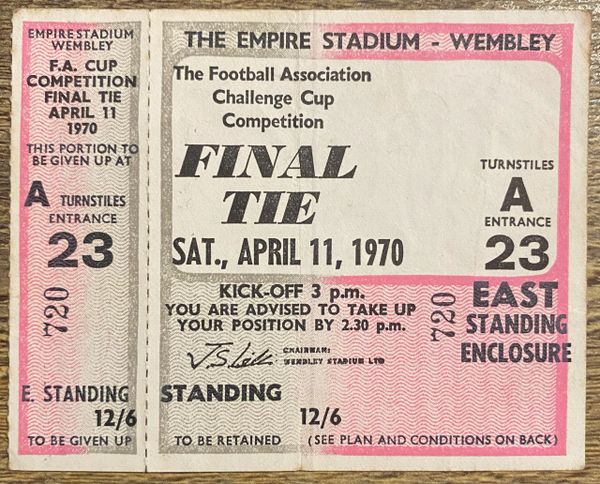 EMPIRE STADIUM
WEMBLEY
F.A. CUP
COMPETITION
FINAL TIE
APRIL 11
1970
THIS PORTION TO
BE GIVEN UP AT
A TURNSTILES
ENTRANCE
23
720
E. STANDING
12/6
TO BE GIVEN UP
THE EMPIRE STADIUM - WEMBLEY
The Football Association
Challenge Cup
Competition
FINAL
TIE
SAT., APRIL 11, 1970
TURNSTILES
A
ENTRANCE
23
KICK-OFF 3 p.m.
YOU ARE ADVISED TO TAKE UP
YOUR POSITION BY 2.30 p.m.
720
EAST
STANDING
ENCLOSURE
CHAIRMAN:
WEMBLEY STADIUM LTD
STANDING
12/6
TO BE RETAINED (SEE PLAN AND CONDITIONS ON BACK)